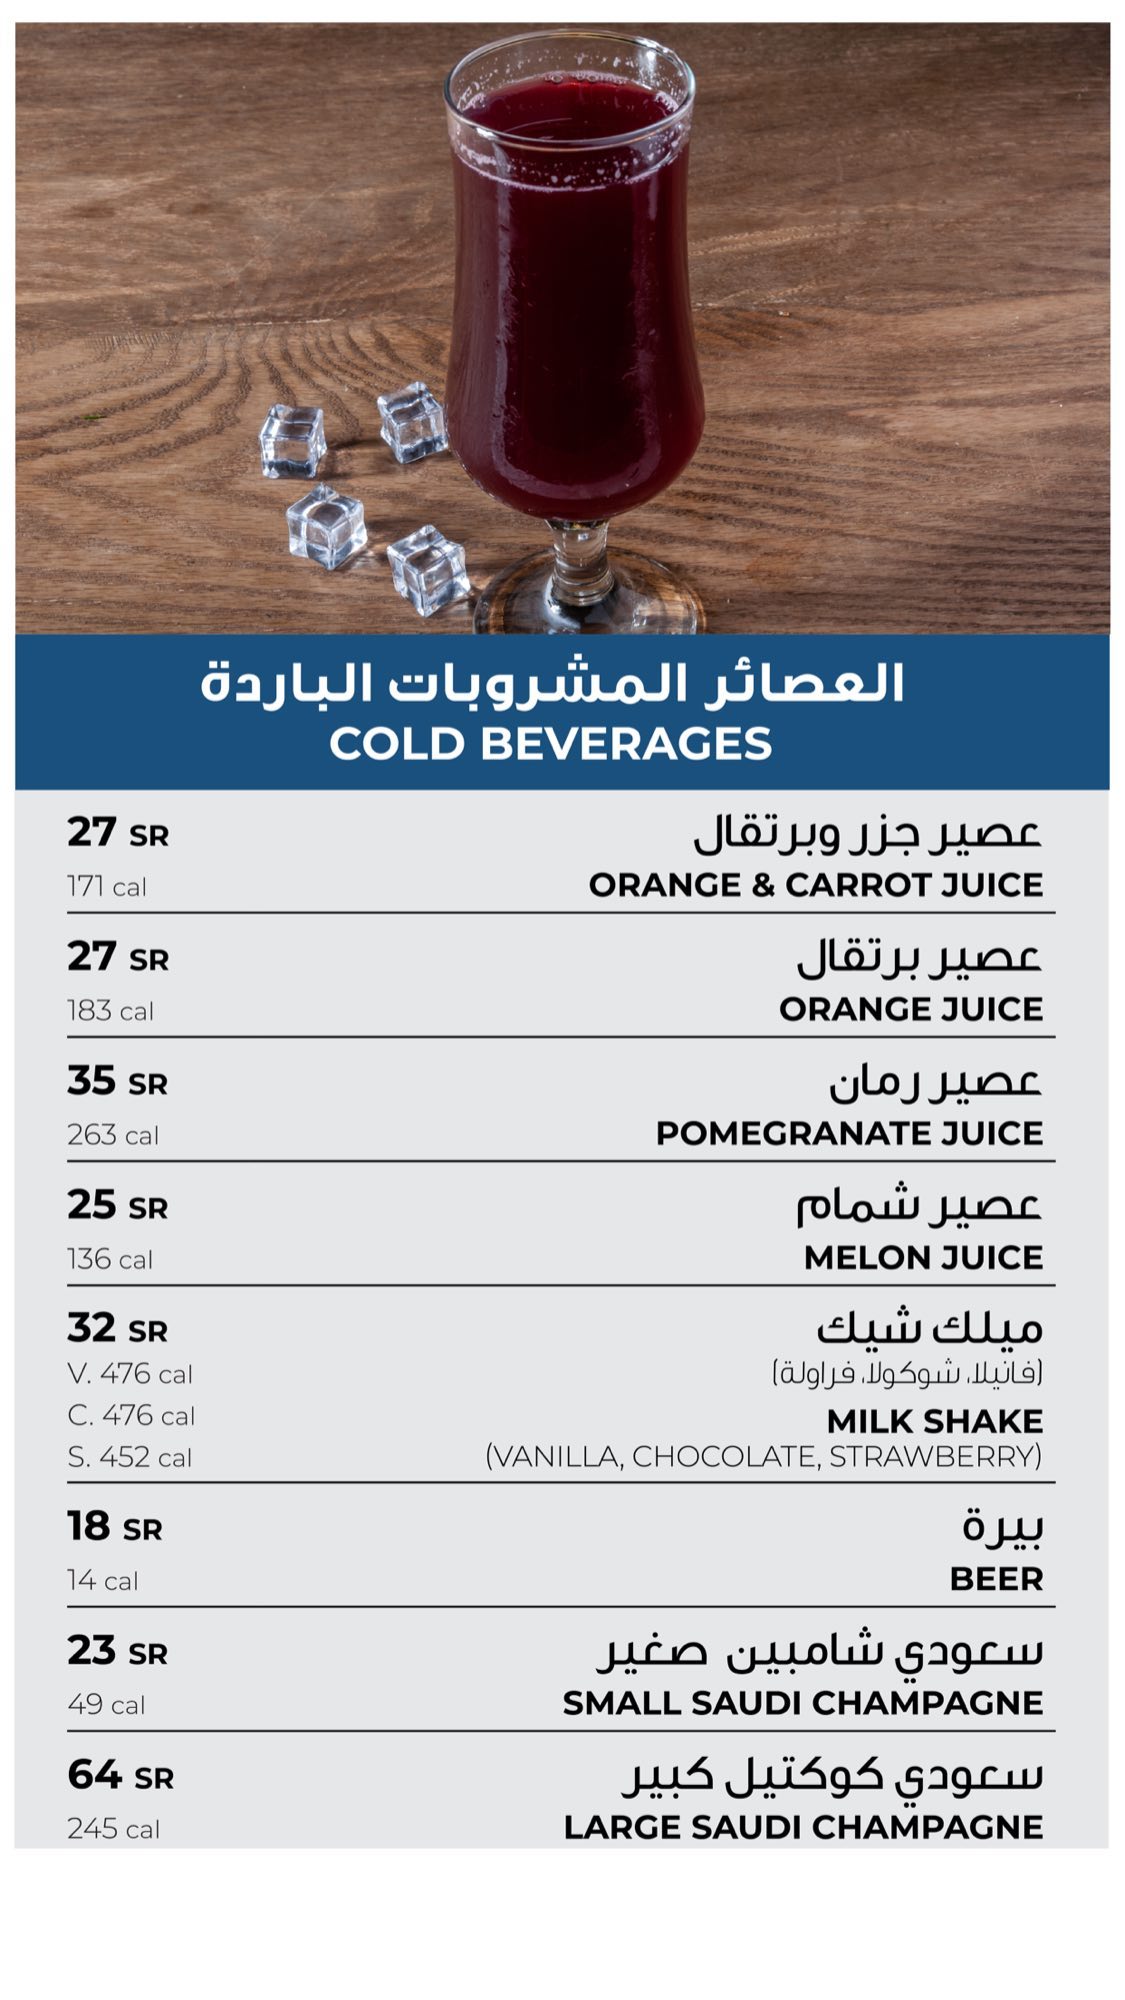 العصائر المشروبات الباردة
COLD BEVERAGES
عصير جزر وبرتقال
27 SR
ORANGE & CARROT JUICE
171 cal
عصير برتقال
27 SR
ORANGE JUICE
183 cal
عصير رمان
35 SR
POMEGRANATE JUICE
263 cal
عصير شمام
25 SR
MELON JUICE
136 cal
ميلك شيك
32 SR
(فانيلا، شوكولا، فراولة)
V. 476 cal
MILK SHAKE
C. 476 cal
(VANILLA, CHOCOLATE, STRAWBERRY)
S. 452 cal
بيرة
18 SR
BEER
14 cal
سعودي شامبين صغير
23 SR
SMALL SAUDI CHAMPAGNE
49 cal
سعودي كوكتيل كبير
64 SR
LARGE SAUDI CHAMPAGNE
245 cal